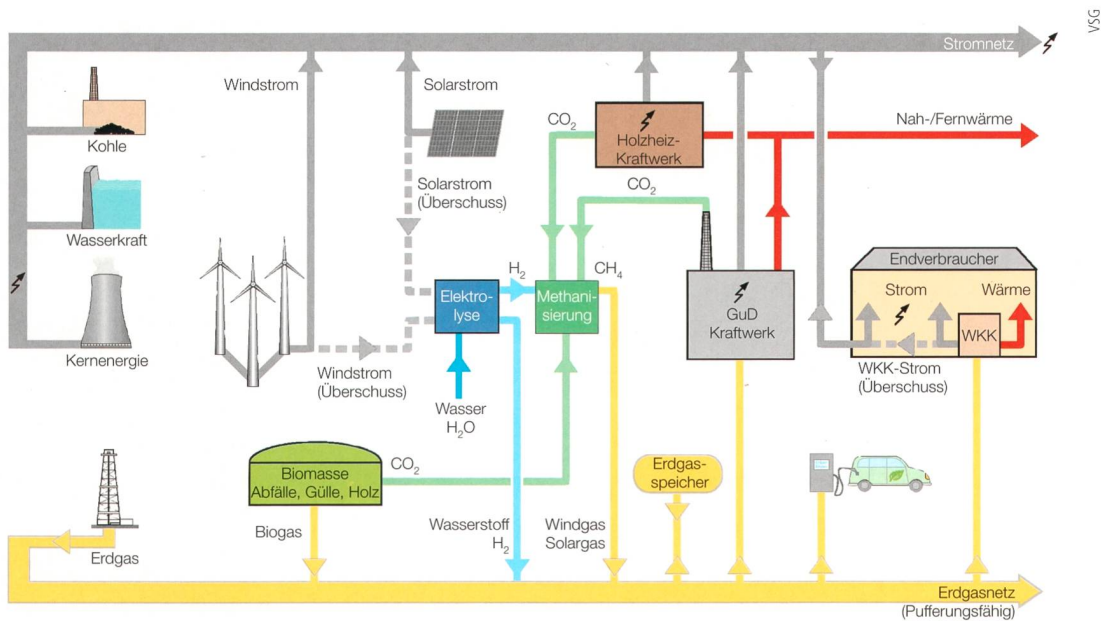 VSG
Stromnetz
Windstrom
Solarstrom
Kohle
Wasserkraft
Kernenergie
CO2
Holzheiz-
Kraftwerk
Nah-/Fernwärme
Solarstrom
(Überschuss)
CO2
H2
CH4
Elektro-
lyse
Methani-
sierung
GuD
Kraftwerk
Endverbraucher
Strom
Wärme
WKK
WKK-Strom
(Überschuss)
Windstrom
(Überschuss)
Wasser
H2O
Biomasse
Abfälle, Gülle, Holz
CO2
Erdgas-
speicher
Erdgas
Biogas
Wasserstoff
H2
Windgas
Solargas
Erdgasnetz
(Pufferungsfähig)